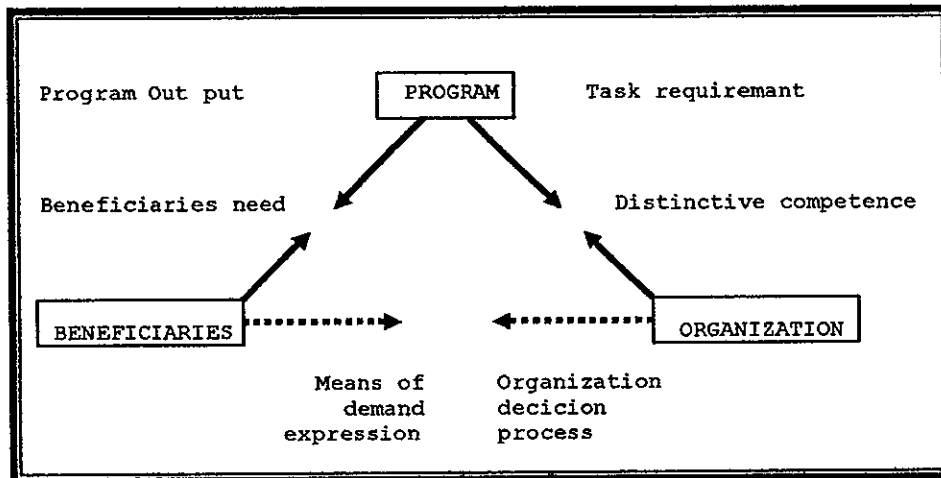 Program Out put
PROGRAM
Task requiremant
Beneficiaries need
Distinctive competence
BENEFICIARIES
ORGANIZATION
Means of
demand
expression
Organization
decicion
process